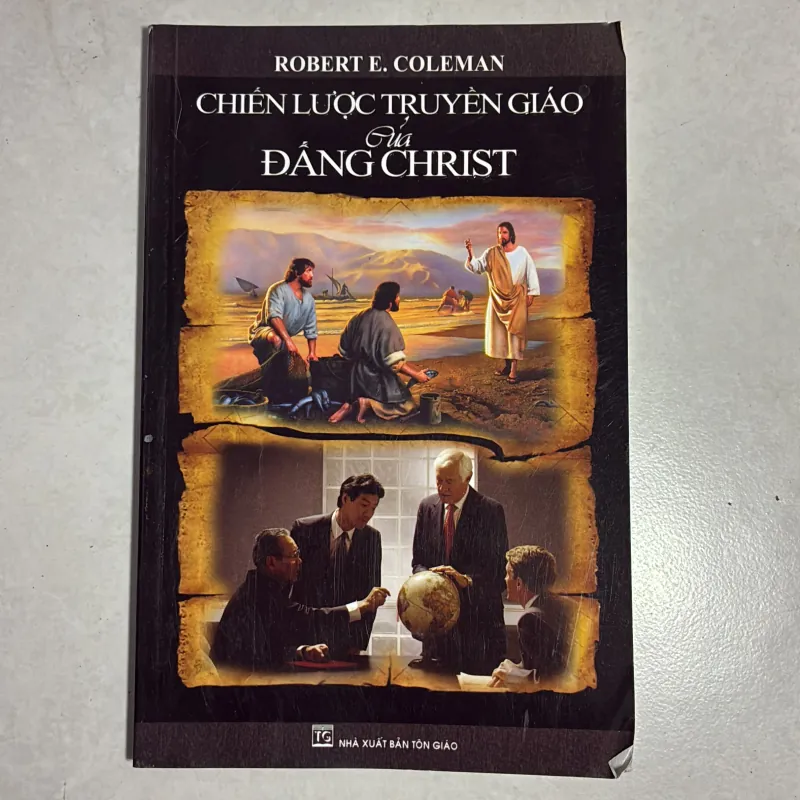 ROBERT E. COLEMAN
CHIẾN LƯỢC TRUYỀN GIÁO
của
ĐẤNG CHRIST
TG NHÀ XUẤT BẢN TÔN GIÁO